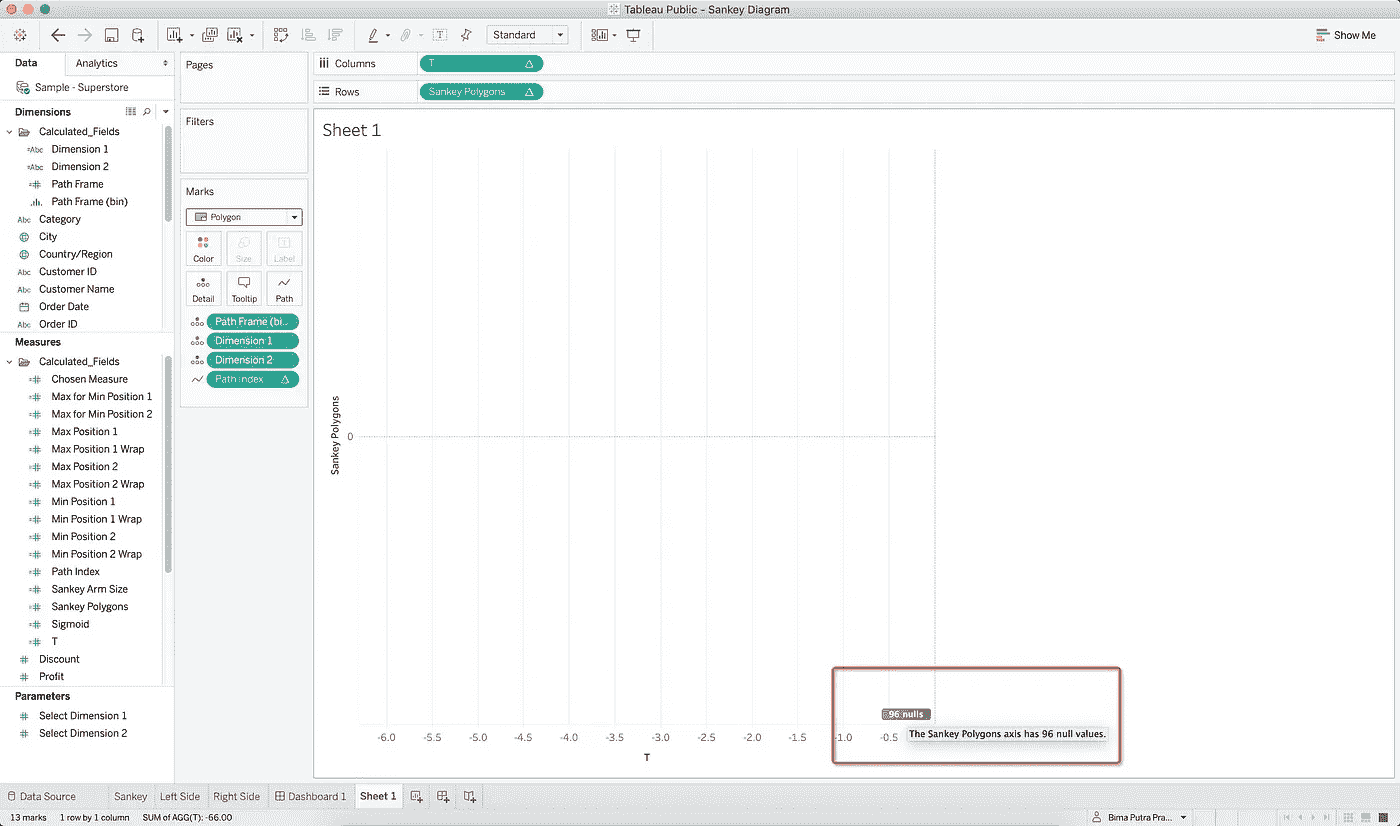 Tableau Public - Sankey Diagram
Standard
Show Me
Data
Analytics
Sample - Superstore
Dimensions
Calculated_Fields
=Abc Dimension 1
=Abc Dimension 2
Path Frame
Path Frame (bin)
Abc Category
City
Country/Region
Abc Customer ID
Abc Customer Name
Order Date
Abc Order ID
Measures
Calculated_Fields
Chosen Measure
Max for Min Position 1
Max for Min Position 2
Max Position 1
Max Position 1 Wrap
Max Position 2
Max Position 2 Wrap
Min Position 1
Min Position 1 Wrap
Min Position 2
Min Position 2 Wrap
Path Index
Sankey Arm Size
Sankey Polygons
Sigmoid
T
Discount
Profit
Parameters
Select Dimension 1
Select Dimension 2
Pages
Filters
Marks
Polygon
Color Size Label
Detail Tooltip Path
Path Frame (bi..
Dimension 1
Dimension 2
Path Index
Columns T
Rows Sankey Polygons
Sheet 1
Sankey Polygons
0
96 nulls
The Sankey Polygons axis has 96 null values.
-6.0 -5.5 -5.0 -4.5 -4.0 -3.5 -3.0 -2.5 -2.0 -1.5 -1.0 -0.5
T
Data Source Sankey Left Side Right Side Dashboard 1 Sheet 1
13 marks 1 row by 1 column SUM of AGG(T): -66.00
Bima Putra Pra...